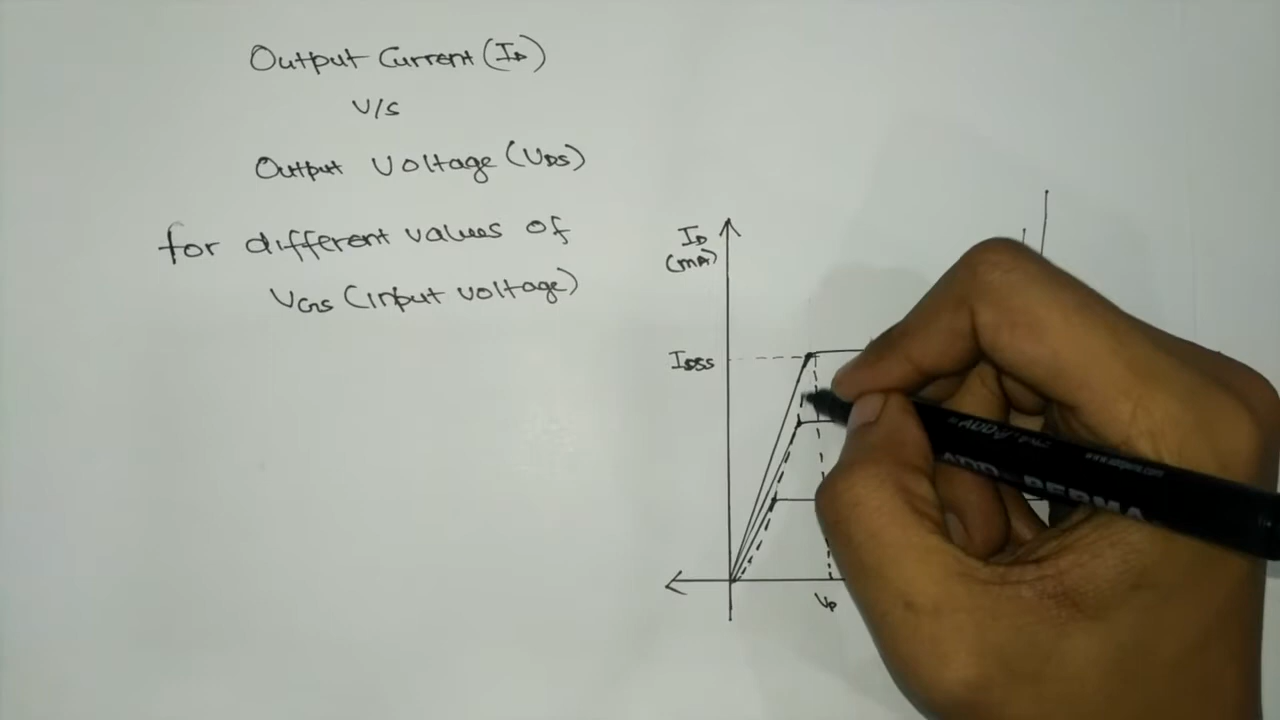 Output Current (ID)
V/S
Output Voltage (VDS)
for different values of
VGS (input voltage)
ID
(mA)
IDSS
VP